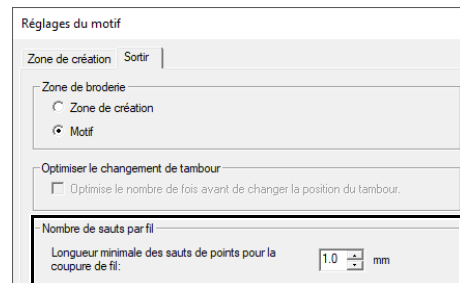 Réglages du motif
Zone de création
Sortir
Zone de broderie
Zone de création
Motif
Optimiser le changement de tambour
Optimise le nombre de fois avant de changer la position du tambour.
Nombre de sauts par fil
Longueur minimale des sauts de points pour la
coupure de fil:
1.0 mm